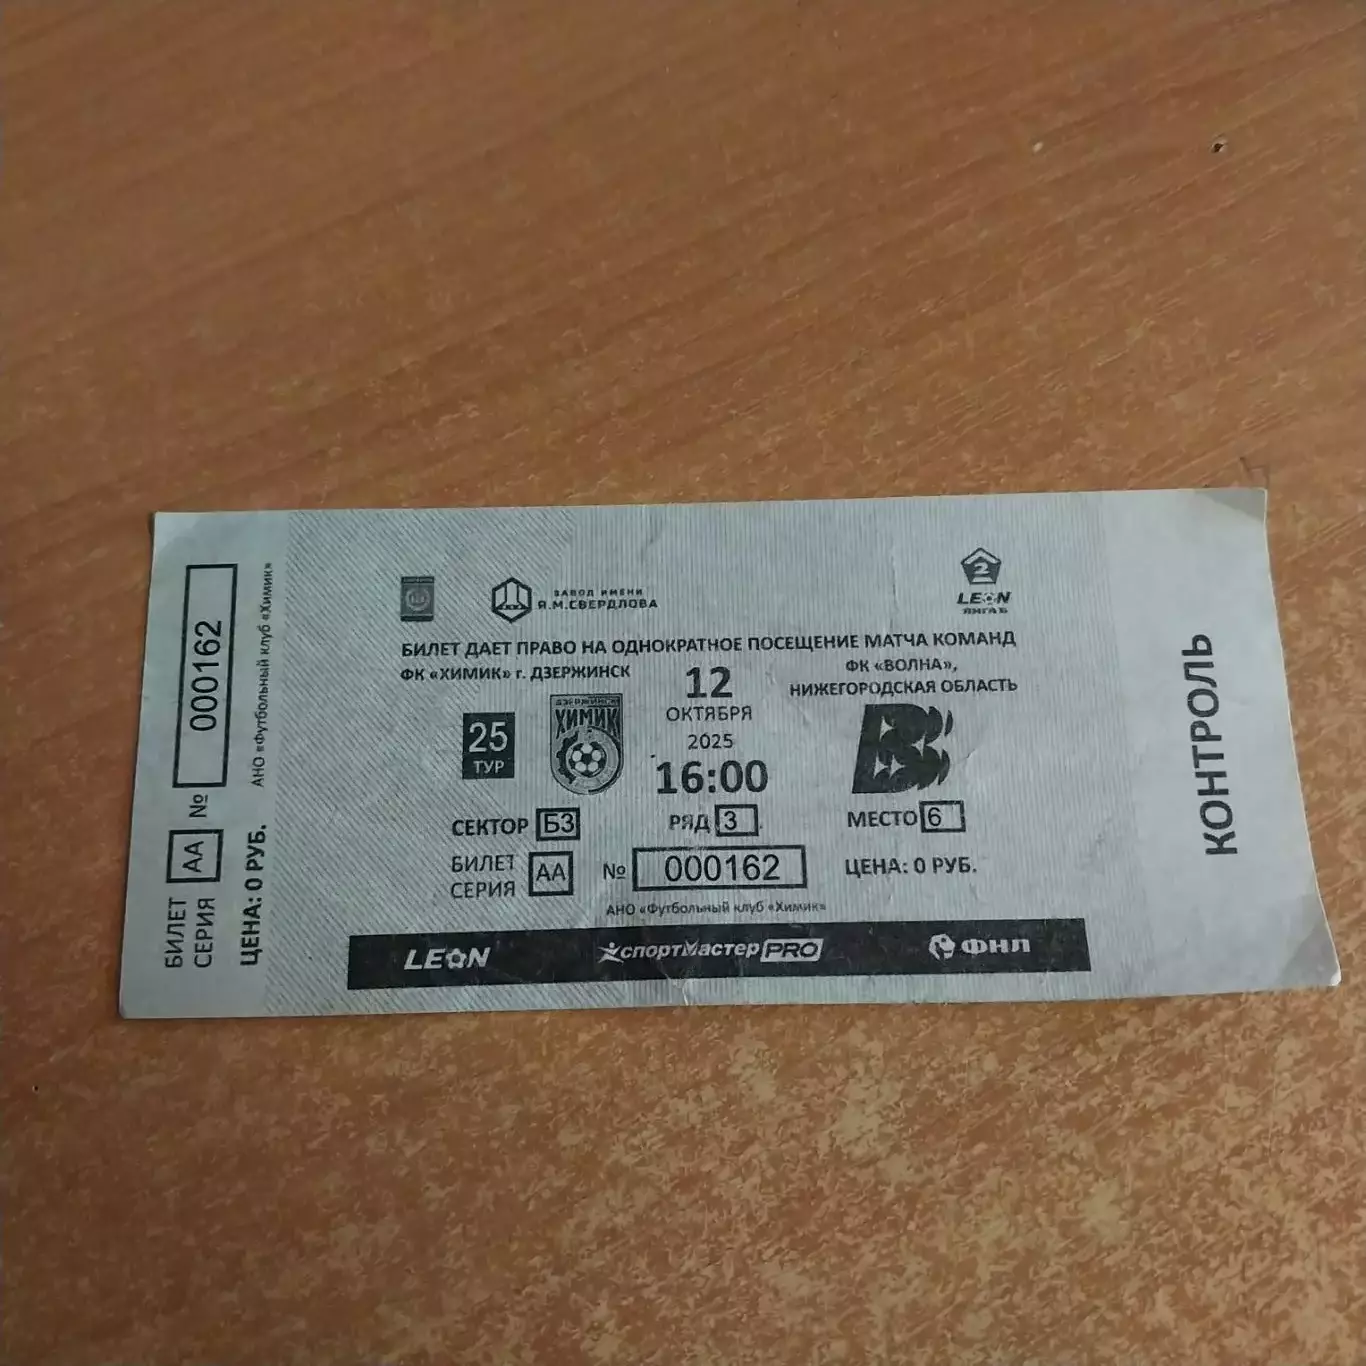 БИЛЕТ
СЕРИЯ АА № 000162
ЦЕНА: 0 РУБ. АНО «Футбольный клуб «Химик»
ЗАВОД ИМЕНИ
Я.М.СВЕРДЛОВА
2
LEON
БИЛЕТ ДАЕТ ПРАВО НА ОДНОКРАТНОЕ ПОСЕЩЕНИЕ МАТЧА КОМАНД
ФК «ХИМИК» г. ДЗЕРЖИНСК
12
ОКТЯБРЯ
2025
16:00
ФК «ВОЛНА»,
НИЖЕГОРОДСКАЯ ОБЛАСТЬ
25
ТУР
ДЗЕРЖИНСК
ХИМИК
СЕКТОР Б3 РЯД 3 МЕСТО 6
БИЛЕТ
СЕРИЯ АА № 000162 ЦЕНА: 0 РУБ.
АНО «Футбольный клуб «Химик»
LEON СПОРТМАСТЕР PRO ФНЛ
КОНТРОЛЬ